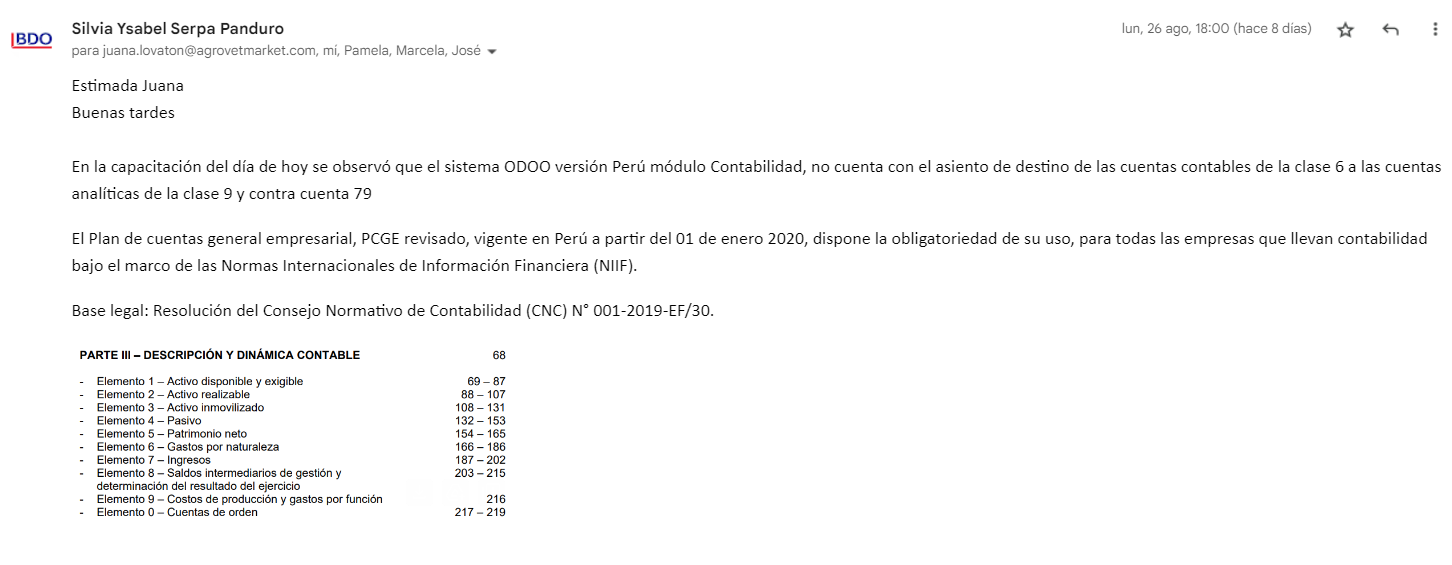 BDO
Silvia Ysabel Serpa Panduro
lun, 26 ago, 18:00 (hace 8 días)
para juana.lovaton@agrovetmarket.com, mí, Pamela, Marcela, José
Estimada Juana
Buenas tardes
En la capacitación del día de hoy se observó que el sistema ODOO versión Perú módulo Contabilidad, no cuenta con el asiento de destino de las cuentas contables de la clase 6 a las cuentas
analíticas de la clase 9 y contra cuenta 79
El Plan de cuentas general empresarial, PCGE revisado, vigente en Perú a partir del 01 de enero 2020, dispone la obligatoriedad de su uso, para todas las empresas que llevan contabilidad
bajo el marco de las Normas Internacionales de Información Financiera (NIIF).
Base legal: Resolución del Consejo Normativo de Contabilidad (CNC) N° 001-2019-EF/30.
PARTE III – DESCRIPCIÓN Y DINÁMICA CONTABLE 68
- Elemento 1 – Activo disponible y exigible 69 – 87
- Elemento 2 – Activo realizable 88 – 107
- Elemento 3 – Activo inmovilizado 108 – 131
- Elemento 4 – Pasivo 132 – 153
- Elemento 5 – Patrimonio neto 154 – 165
- Elemento 6 – Gastos por naturaleza 166 – 186
- Elemento 7 – Ingresos 187 – 202
- Elemento 8 – Saldos intermediarios de gestión y 203 – 215
determinación del resultado del ejercicio
- Elemento 9 – Costos de producción y gastos por función 216
- Elemento 0 – Cuentas de orden 217 – 219